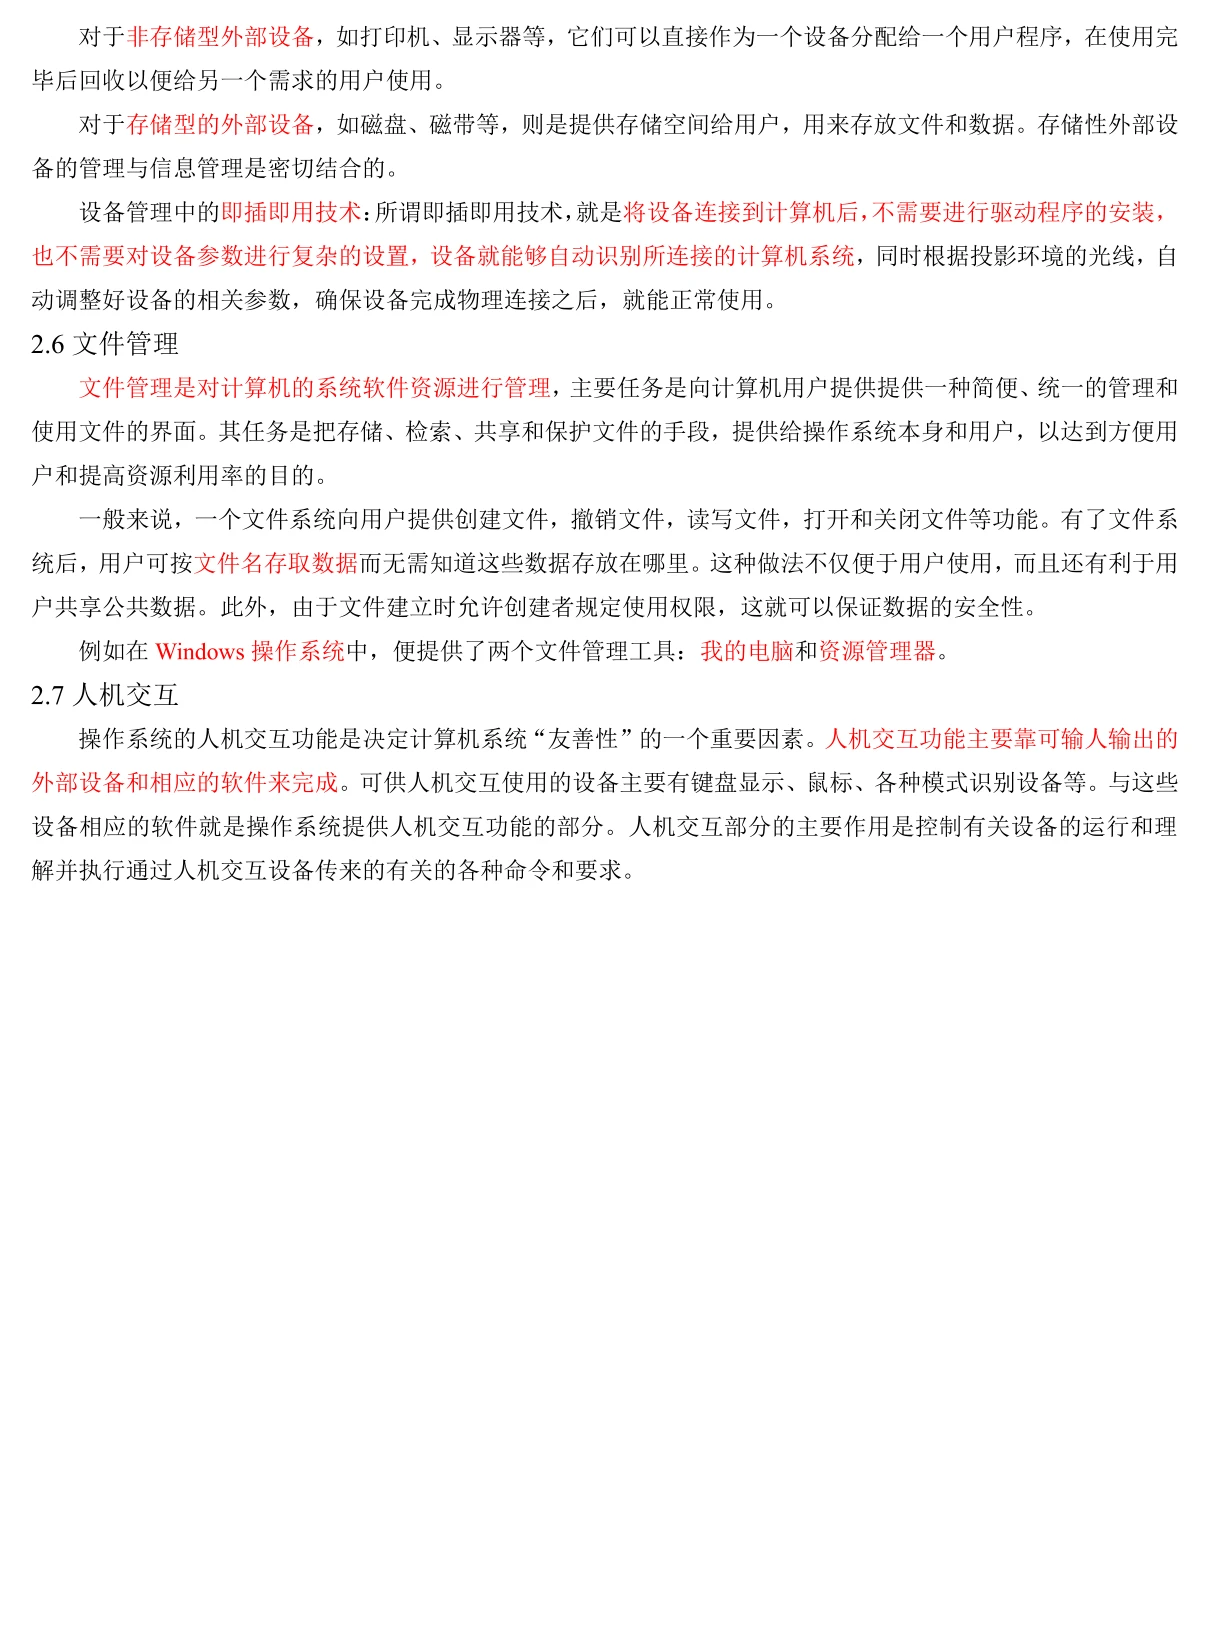 对于非存储型外部设备，如打印机、显示器等，它们可以直接作为一个设备分配给一个用户程序，在使用完
毕后回收以便给另一个需求的用户使用。
对于存储型的外部设备，如磁盘、磁带等，则是提供存储空间给用户，用来存放文件和数据。存储性外部设
备的管理与信息管理是密切结合的。
设备管理中的即插即用技术：所谓即插即用技术，就是将设备连接到计算机后，不需要进行驱动程序的安装，
也不需要对设备参数进行复杂的设置，设备就能够自动识别所连接的计算机系统，同时根据投影环境的光线，自
动调整好设备的相关参数，确保设备完成物理连接之后，就能正常使用。
2.6 文件管理
文件管理是对计算机的系统软件资源进行管理，主要任务是向计算机用户提供提供一种简便、统一的管理和
使用文件的界面。其任务是把存储、检索、共享和保护文件的手段，提供给操作系统本身和用户，以达到方便用
户和提高资源利用率的目的。
一般来说，一个文件系统向用户提供创建文件，撤销文件，读写文件，打开和关闭文件等功能。有了文件系
统后，用户可按文件名存取数据而无需知道这些数据存放在哪里。这种做法不仅便于用户使用，而且还有利于用
户共享公共数据。此外，由于文件建立时允许创建者规定使用权限，这就可以保证数据的安全性。
例如在 Windows 操作系统中，便提供了两个文件管理工具：我的电脑和资源管理器。
2.7 人机交互
操作系统的人机交互功能是决定计算机系统“友善性”的一个重要因素。人机交互功能主要靠可输人输出的
外部设备和相应的软件来完成。可供人机交互使用的设备主要有键盘显示、鼠标、各种模式识别设备等。与这些
设备相应的软件就是操作系统提供人机交互功能的部分。人机交互部分的主要作用是控制有关设备的运行和理
解并执行通过人机交互设备传来的有关的各种命令和要求。